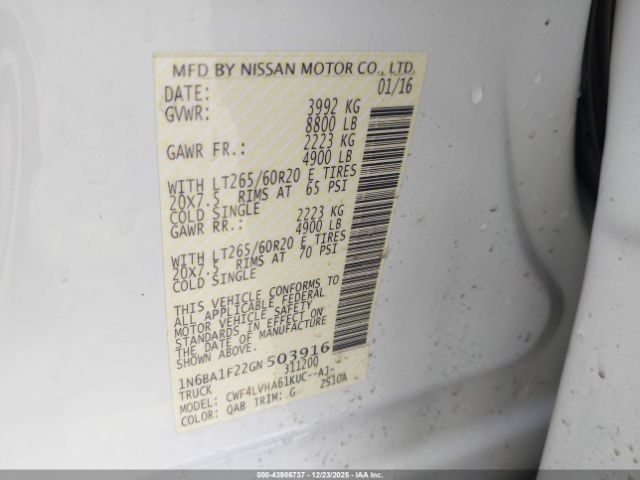 MFD BY NISSAN MOTOR CO., LTD.
DATE: 01/16
GVWR: 3992 KG
8800 LB
GAWR FR.: 2223 KG
4900 LB
WITH LT265/60R20 E TIRES
20X7.5 RIMS AT 65 PSI
COLD SINGLE
GAWR RR.: 2223 KG
4900 LB
WITH LT265/60R20 E TIRES
20X7.5 RIMS AT 70 PSI
COLD SINGLE
THIS VEHICLE CONFORMS TO
ALL APPLICABLE FEDERAL
MOTOR VEHICLE SAFETY
STANDARDS IN EFFECT ON
THE DATE OF MANUFACTURE
1N6BA1F22GN503916
TRUCK 311200
MODEL: CWF4LVHA61KUC--AJ-
COLOR: QAB TRIM: G 2S10A
000-43986737 - 12/23/2025 - IAAI.COM